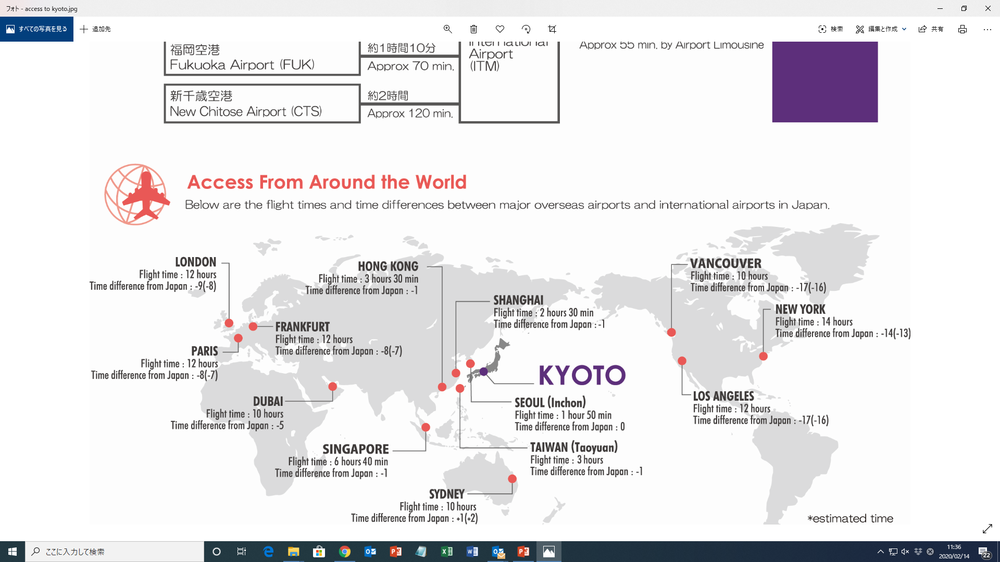 フォト - access to kyoto.jpg
すべての写真を見る
追加先
検索
編集と作成
共有
福岡空港
Fukuoka Airport (FUK)
約1時間10分
Approx 70 min.
International
Airport
(ITM)
Approx 55 min. by Airport Limousine
新千歳空港
New Chitose Airport (CTS)
約2時間
Approx 120 min.
Access From Around the World
Below are the flight times and time differences between major overseas airports and international airports in Japan.
LONDON
Flight time : 12 hours
Time difference from Japan : -9(-8)
HONG KONG
Flight time : 3 hours 30 min
Time difference from Japan : -1
VANCOUVER
Flight time : 10 hours
Time difference from Japan : -17(-16)
SHANGHAI
Flight time : 2 hours 30 min
Time difference from Japan : -1
NEW YORK
Flight time : 14 hours
Time difference from Japan : -14(-13)
FRANKFURT
Flight time : 12 hours
Time difference from Japan : -8(-7)
PARIS
Flight time : 12 hours
Time difference from Japan : -8(-7)
KYOTO
DUBAI
Flight time : 10 hours
Time difference from Japan : -5
SEOUL (Inchon)
Flight time : 1 hour 50 min
Time difference from Japan : 0
LOS ANGELES
Flight time : 12 hours
Time difference from Japan : -17(-16)
SINGAPORE
Flight time : 6 hours 40 min
Time difference from Japan : -1
TAIWAN (Taoyuan)
Flight time : 3 hours
Time difference from Japan : -1
SYDNEY
Flight time : 10 hours
Time difference from Japan : +1(+2)
*estimated time
ここに入力して検索
11:36
2020/02/14
22